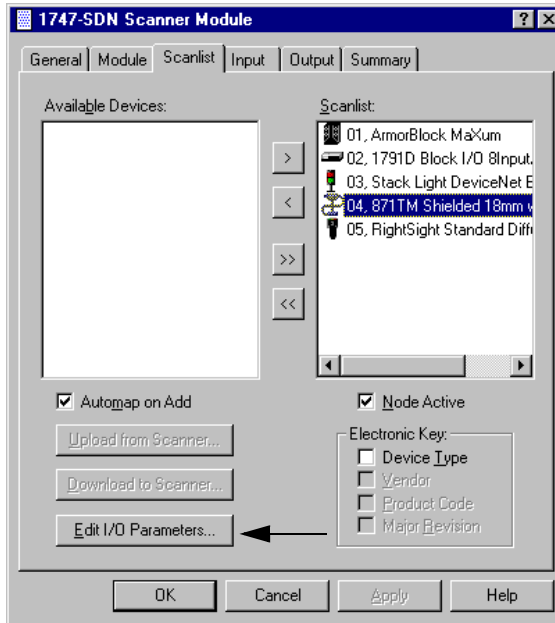 1747-SDN Scanner Module
General Module Scanlist Input Output Summary
Available Devices:
Scanlist:
>
<
>>
<<
01, ArmorBlock MaXum
02, 1791D Block I/O 8Input,
03, Stack Light DeviceNet E
04, 871TM Shielded 18mm w
05, RightSight Standard Diffu
Automap on Add
Node Active
Upload from Scanner...
Download to Scanner...
Edit I/O Parameters...
Electronic Key:
Device Type
Vendor
Product Code
Major Revision
OK Cancel Apply Help